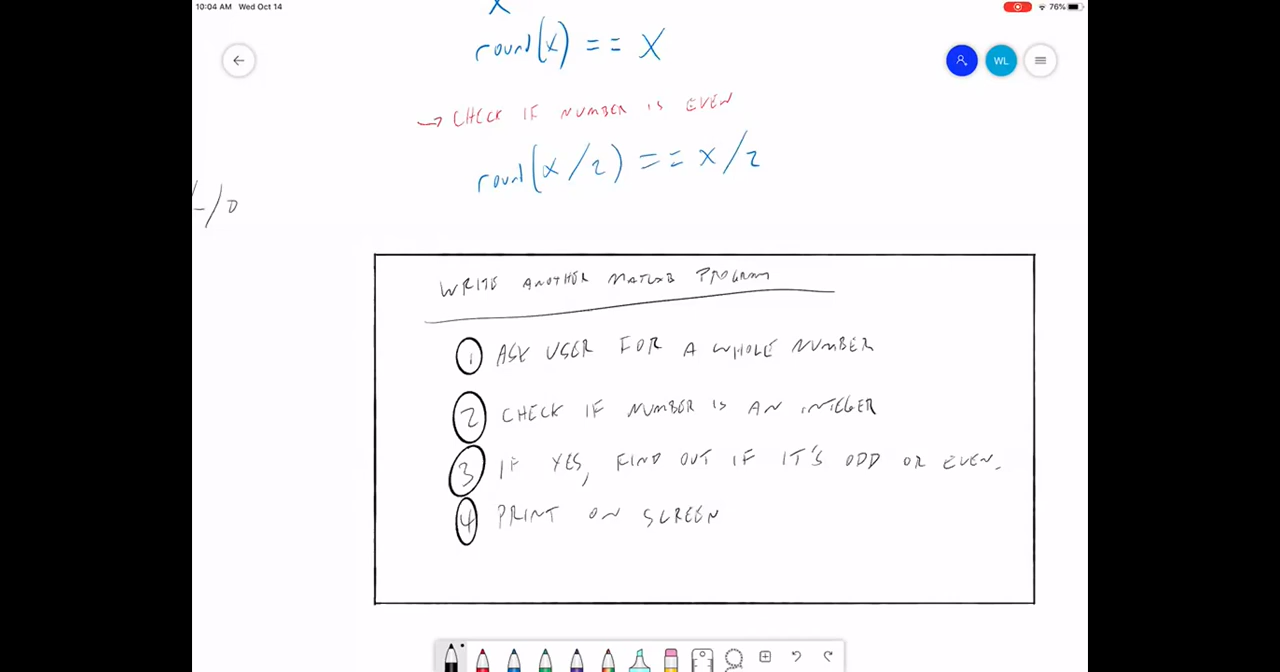 10:04 AM Wed Oct 14
76%
X
round(x) == X
WL
→ CHECK IF NUMBER IS EVEN
round(x/2) == x/2
WRITE ANOTHER MATLAB PROGRAM
1 ASK USER FOR A WHOLE NUMBER
2 CHECK IF NUMBER IS AN INTEGER
3 IF YES, FIND OUT IF IT'S ODD OR EVEN.
4 PRINT ON SCREEN